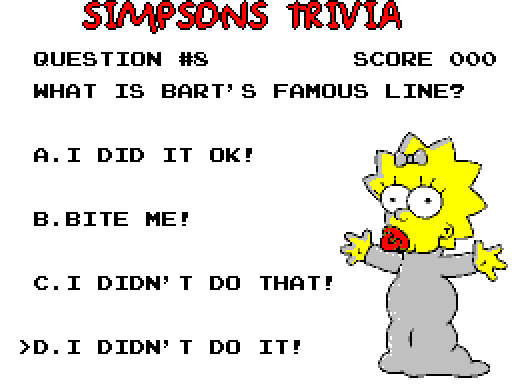 SIMPSONS TRIVIA
QUESTION #8 SCORE 000
WHAT IS BART'S FAMOUS LINE?
A.I DID IT OK!
B.BITE ME!
C.I DIDN'T DO THAT!
>D.I DIDN'T DO IT!